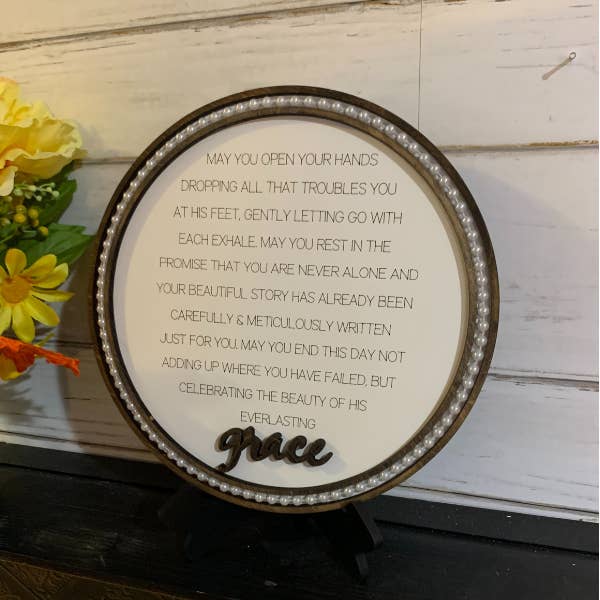 MAY YOU OPEN YOUR HANDS
DROPPING ALL THAT TROUBLES YOU
AT HIS FEET, GENTLY LETTING GO WITH
EACH EXHALE. MAY YOU REST IN THE
PROMISE THAT YOU ARE NEVER ALONE AND
YOUR BEAUTIFUL STORY HAS ALREADY BEEN
CAREFULLY & METICULOUSLY WRITTEN
JUST FOR YOU. MAY YOU END THIS DAY NOT
ADDING UP WHERE YOU HAVE FAILED, BUT
CELEBRATING THE BEAUTY OF HIS
EVERLASTING
grace